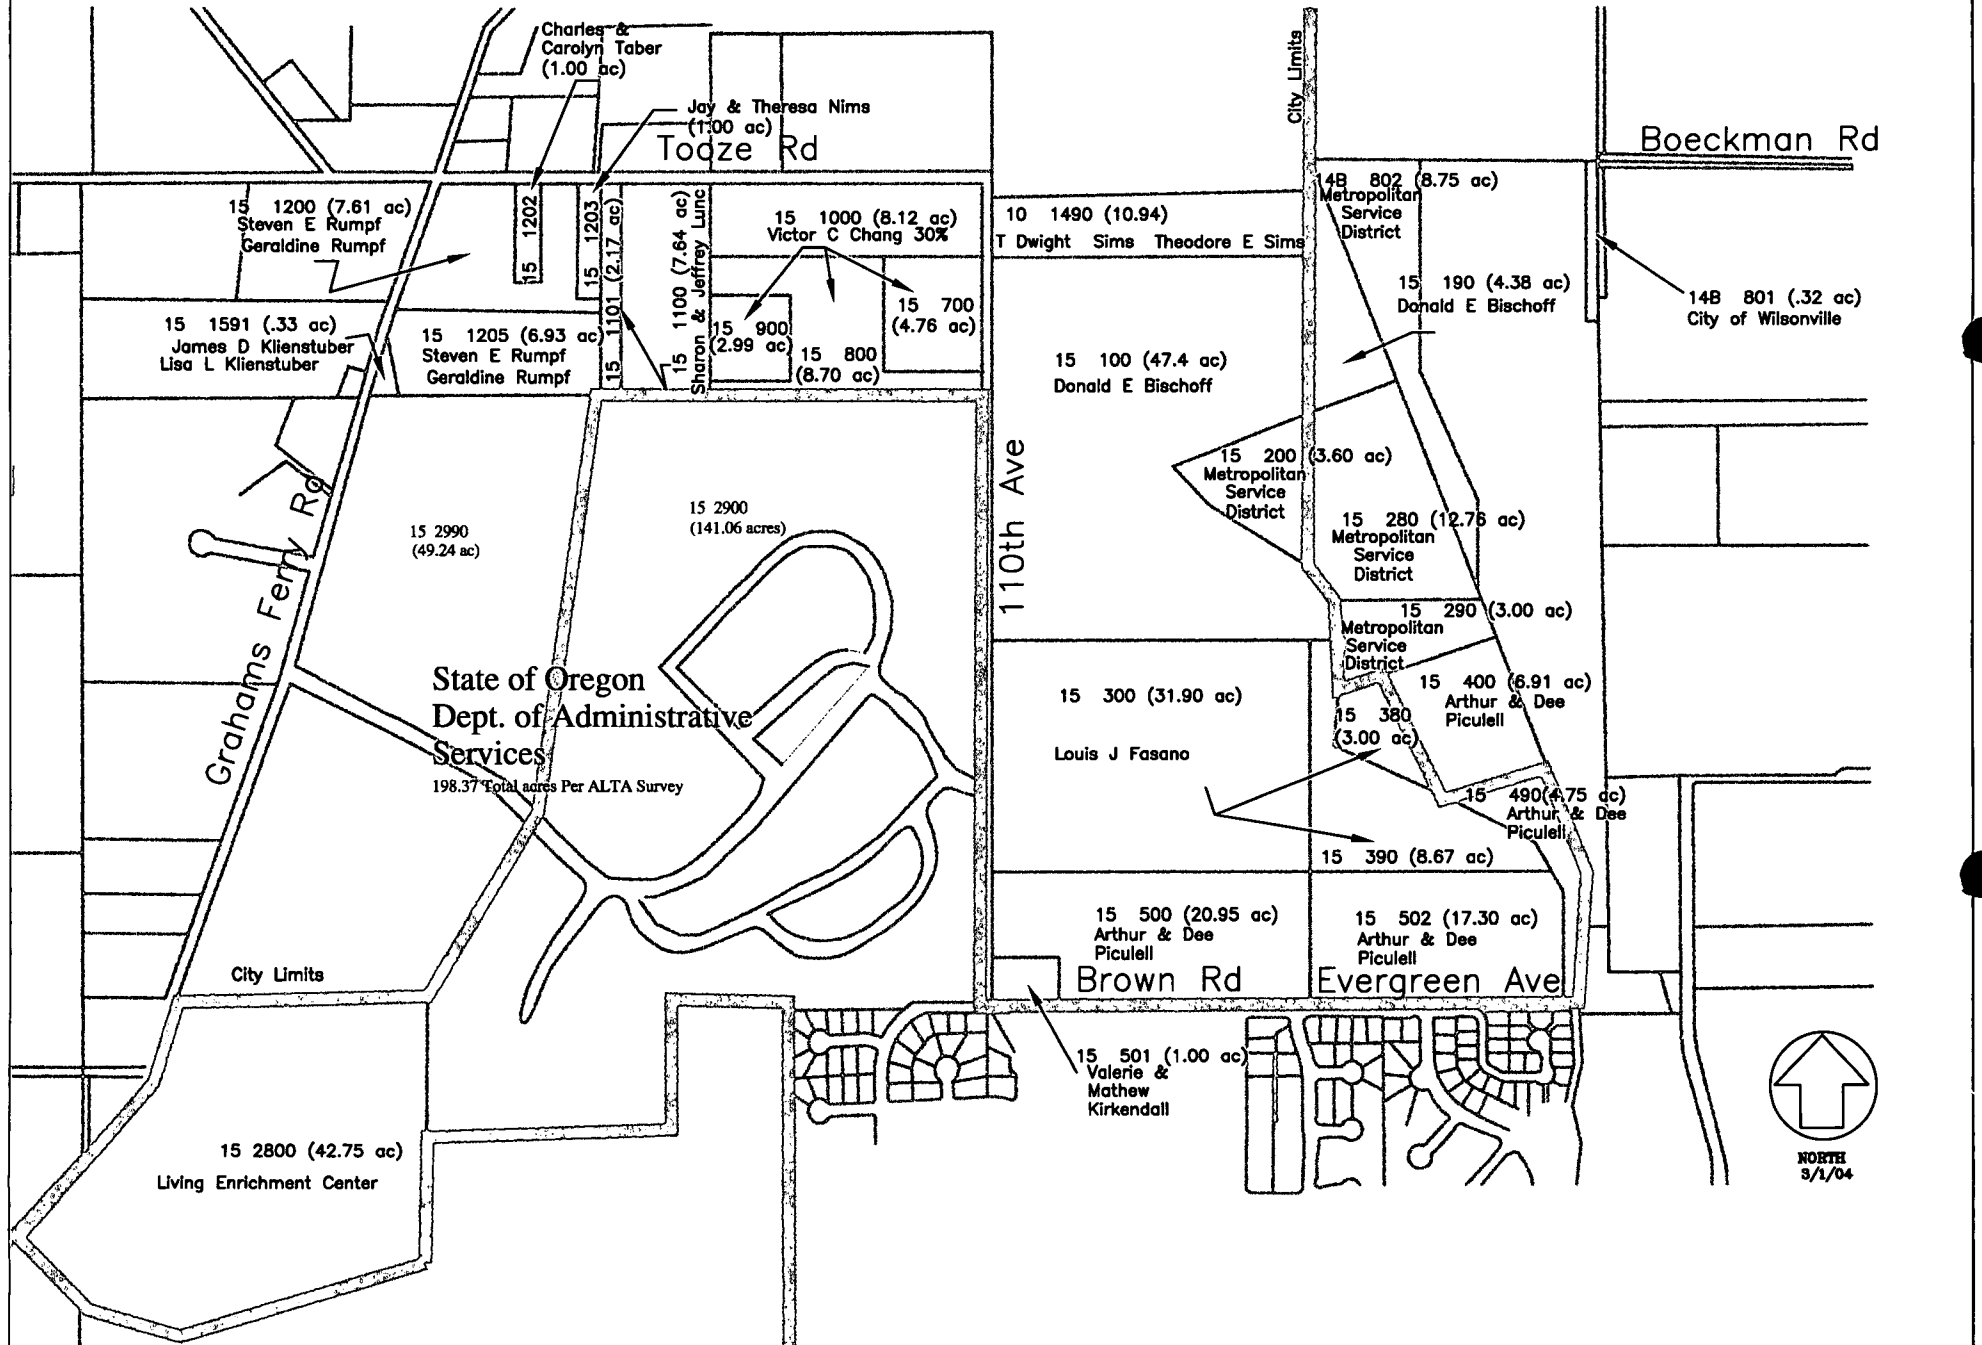 Charles &
Carolyn Taber
(1.00 ac)
Jay & Theresa Nims
(1.00 ac)
Tooze Rd
City Limits
Boeckman Rd
15 1200 (7.61 ac)
Steven E Rumpf
Geraldine Rumpf
15 1202
15 1203
15 1101 (2.17 ac)
15 1100 (7.64 ac)
Sharon & Jeffrey Lunc
15 1000 (8.12 ac)
Victor C Chang 30%
10 1490 (10.94)
T Dwight Sims Theodore E Sims
14B 802 (8.75 ac)
Metropolitan
Service
District
15 190 (4.38 ac)
Donald E Bischoff
14B 801 (.32 ac)
City of Wilsonville
15 1591 (.33 ac)
James D Klienstuber
Lisa L Klienstuber
15 1205 (6.93 ac)
Steven E Rumpf
Geraldine Rumpf
15 900
(2.99 ac)
15 800
(8.70 ac)
15 700
(4.76 ac)
15 100 (47.4 ac)
Donald E Bischoff
15 200 (3.60 ac)
Metropolitan
Service
District
15 280 (12.76 ac)
Metropolitan
Service
District
15 290 (3.00 ac)
Metropolitan
Service
District
110th Ave
Grahams Ferry Rd
15 2990
(49.24 ac)
15 2900
(141.06 acres)
State of Oregon
Dept. of Administrative
Services
198.37 Total acres Per ALTA Survey
15 300 (31.90 ac)
Louis J Fasano
15 380
(3.00 ac)
15 400 (6.91 ac)
Arthur & Dee
Piculell
15 490(4.75 ac)
Arthur & Dee
Piculell
15 390 (8.67 ac)
15 500 (20.95 ac)
Arthur & Dee
Piculell
15 502 (17.30 ac)
Arthur & Dee
Piculell
Brown Rd
Evergreen Ave
City Limits
15 501 (1.00 ac)
Valerie &
Mathew
Kirkendall
15 2800 (42.75 ac)
Living Enrichment Center
NORTH
3/1/04